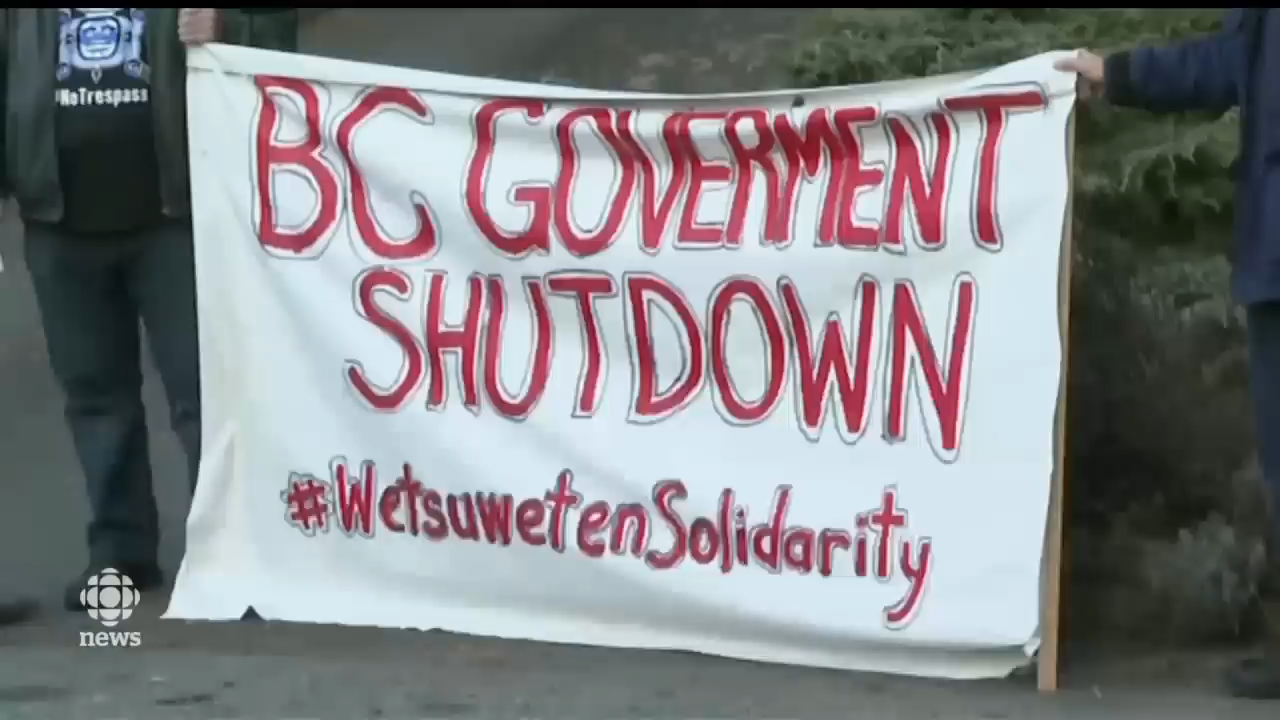 #NoTrespass
BC GOVERMENT
SHUTDOWN
#WetsuwetenSolidarity
news